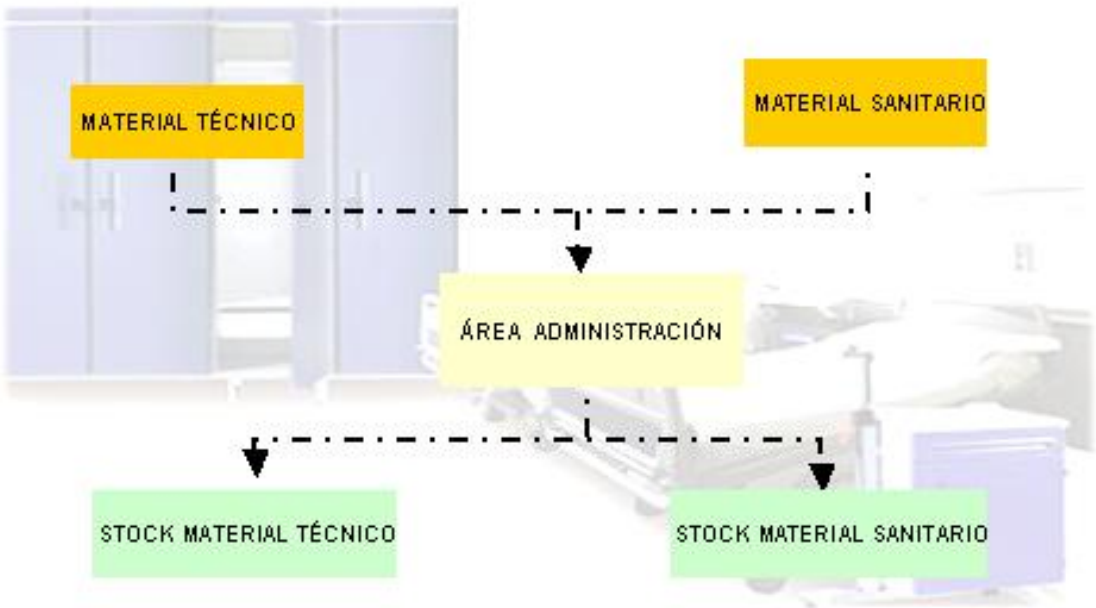 MATERIAL SANITARIO
MATERIAL TÉCNICO
ÁREA ADMINISTRACIÓN
STOCK MATERIAL TÉCNICO
STOCK MATERIAL SANITARIO